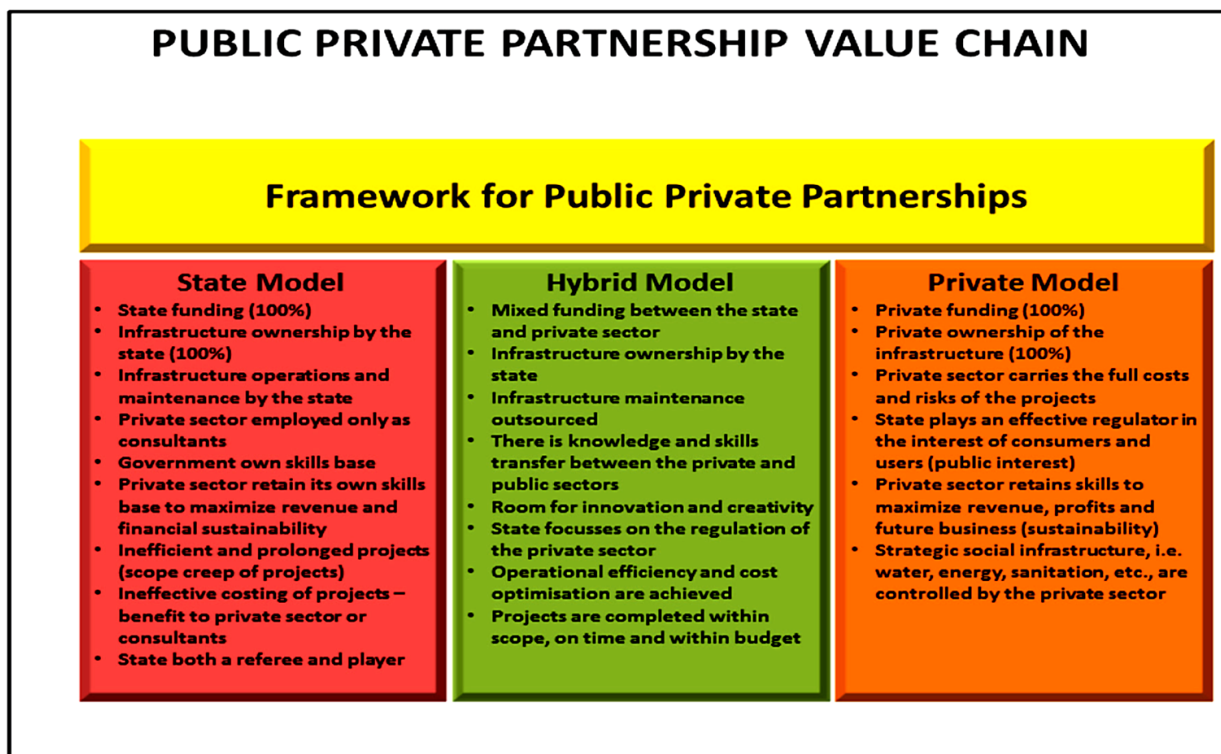 PUBLIC PRIVATE PARTNERSHIP VALUE CHAIN
Framework for Public Private Partnerships
State Model
• State funding (100%)
• Infrastructure ownership by the
state (100%)
• Infrastructure operations and
maintenance by the state
• Private sector employed only as
consultants
• Government own skills base
• Private sector retain its own skills
base to maximize revenue and
financial sustainability
• Inefficient and prolonged projects
(scope creep of projects)
• Ineffective costing of projects –
benefit to private sector or
consultants
• State both a referee and player
Hybrid Model
• Mixed funding between the state
and private sector
• Infrastructure ownership by the
state
• Infrastructure maintenance
outsourced
• There is knowledge and skills
transfer between the private and
public sectors
• Room for innovation and creativity
• State focusses on the regulation of
the private sector
• Operational efficiency and cost
optimisation are achieved
• Projects are completed within
scope, on time and within budget
Private Model
• Private funding (100%)
• Private ownership of the
infrastructure (100%)
• Private sector carries the full costs
and risks of the projects
• State plays an effective regulator in
the interest of consumers and
users (public interest)
• Private sector retains skills to
maximize revenue, profits and
future business (sustainability)
• Strategic social infrastructure, i.e.
water, energy, sanitation, etc., are
controlled by the private sector